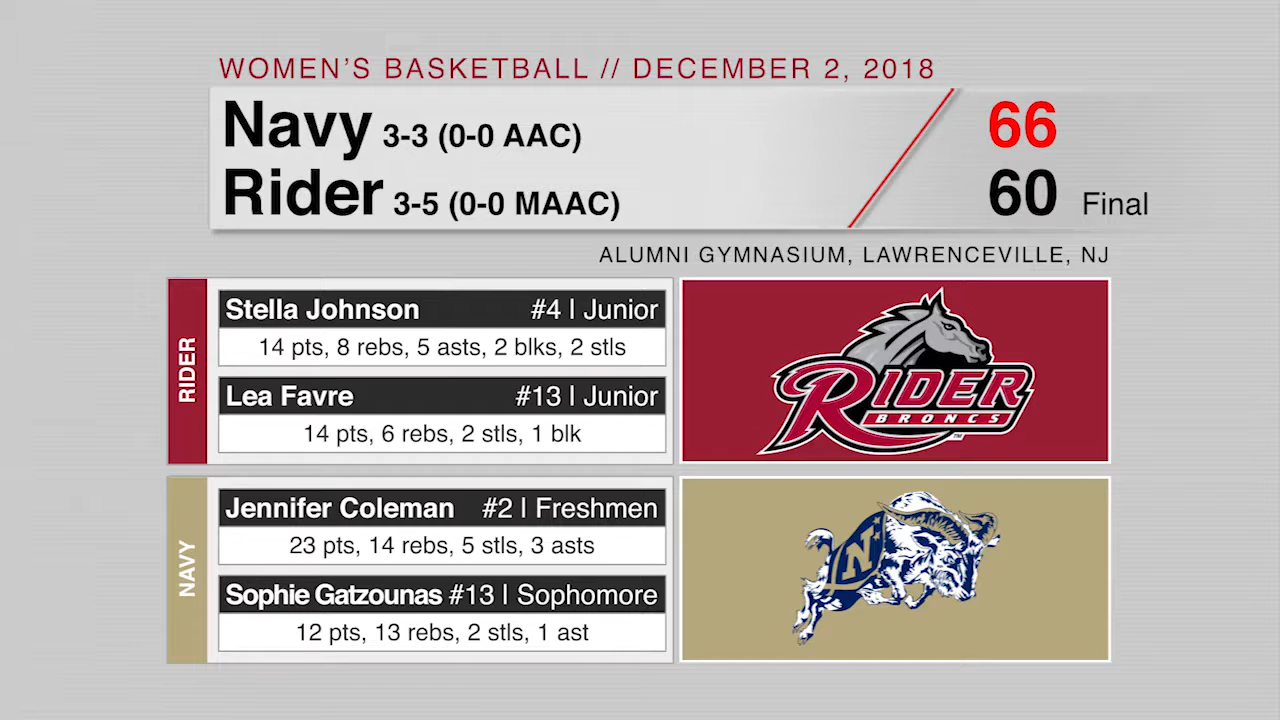 WOMEN'S BASKETBALL // DECEMBER 2, 2018
Navy 3-3 (0-0 AAC) 66
Rider 3-5 (0-0 MAAC) 60 Final
ALUMNI GYMNASIUM, LAWRENCEVILLE, NJ
RIDER
Stella Johnson #4 | Junior
14 pts, 8 rebs, 5 asts, 2 blks, 2 stls
Lea Favre #13 | Junior
14 pts, 6 rebs, 2 stls, 1 blk
RIDER
BRONCS
TM
NAVY
Jennifer Coleman #2 | Freshmen
23 pts, 14 rebs, 5 stls, 3 asts
Sophie Gatzounas #13 | Sophomore
12 pts, 13 rebs, 2 stls, 1 ast
N